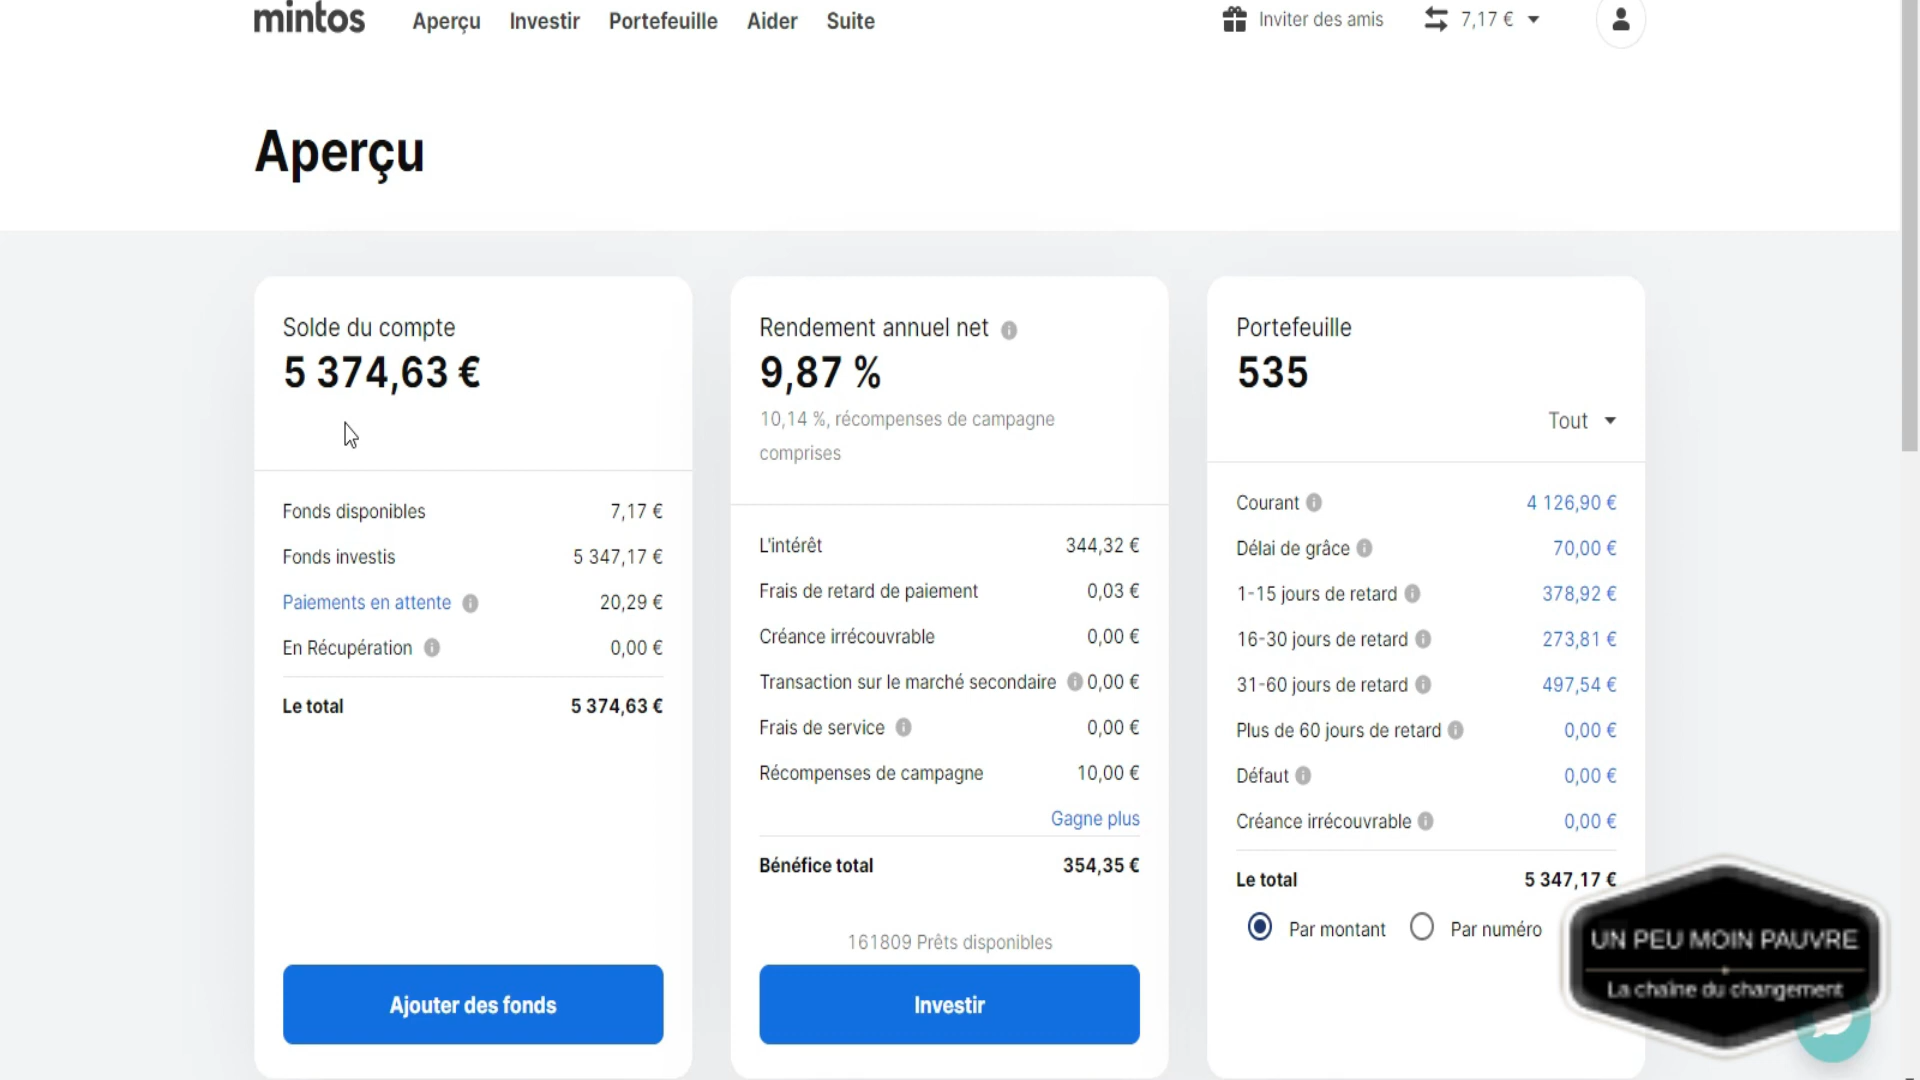 mintos Aperçu Investir Portefeuille Aider Suite Inviter des amis 7,17 €
Aperçu
Solde du compte
5 374,63 €
Fonds disponibles 7,17 €
Fonds investis 5 347,17 €
Paiements en attente 20,29 €
En Récupération 0,00 €
Le total 5 374,63 €
Ajouter des fonds
Rendement annuel net
9,87 %
10,14 %, récompenses de campagne
comprises
L'intérêt 344,32 €
Frais de retard de paiement 0,03 €
Créance irrécouvrable 0,00 €
Transaction sur le marché secondaire 0,00 €
Frais de service 0,00 €
Récompenses de campagne 10,00 €
Gagne plus
Bénéfice total 354,35 €
161809 Prêts disponibles
Investir
Portefeuille
535
Tout
Courant 4 126,90 €
Délai de grâce 70,00 €
1-15 jours de retard 378,92 €
16-30 jours de retard 273,81 €
31-60 jours de retard 497,54 €
Plus de 60 jours de retard 0,00 €
Défaut 0,00 €
Créance irrécouvrable 0,00 €
Le total 5 347,17 €
Par montant Par numéro
UN PEU MOIN PAUVRE
La chaîne du changement